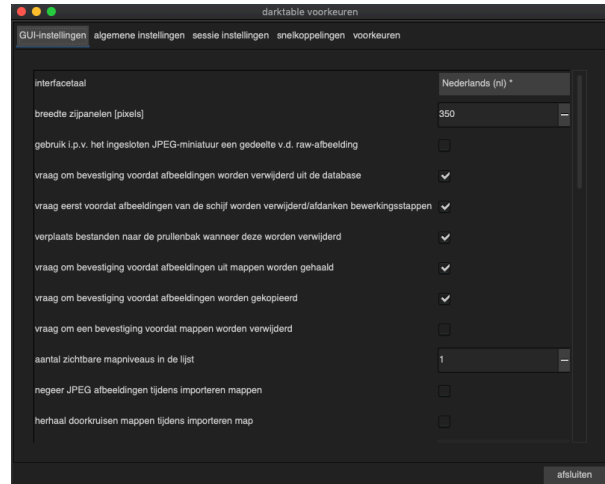 darktable voorkeuren
GUI-instellingen algemene instellingen sessie instellingen snelkoppelingen voorkeuren
interfacetaal Nederlands (nl) *
breedte zijpanelen [pixels] 350 –
gebruik i.p.v. het ingesloten JPEG-miniatuur een gedeelte v.d. raw-afbeelding
vraag om bevestiging voordat afbeeldingen worden verwijderd uit de database
vraag eerst voordat afbeeldingen van de schijf worden verwijderd/afdanken bewerkingsstappen
verplaats bestanden naar de prullenbak wanneer deze worden verwijderd
vraag om bevestiging voordat afbeeldingen uit mappen worden gehaald
vraag om bevestiging voordat afbeeldingen worden gekopieerd
vraag om een bevestiging voordat mappen worden verwijderd
aantal zichtbare mapniveaus in de lijst 1 –
negeer JPEG afbeeldingen tijdens importeren mappen
herhaal doorkruisen mappen tijdens importeren map
afsluiten